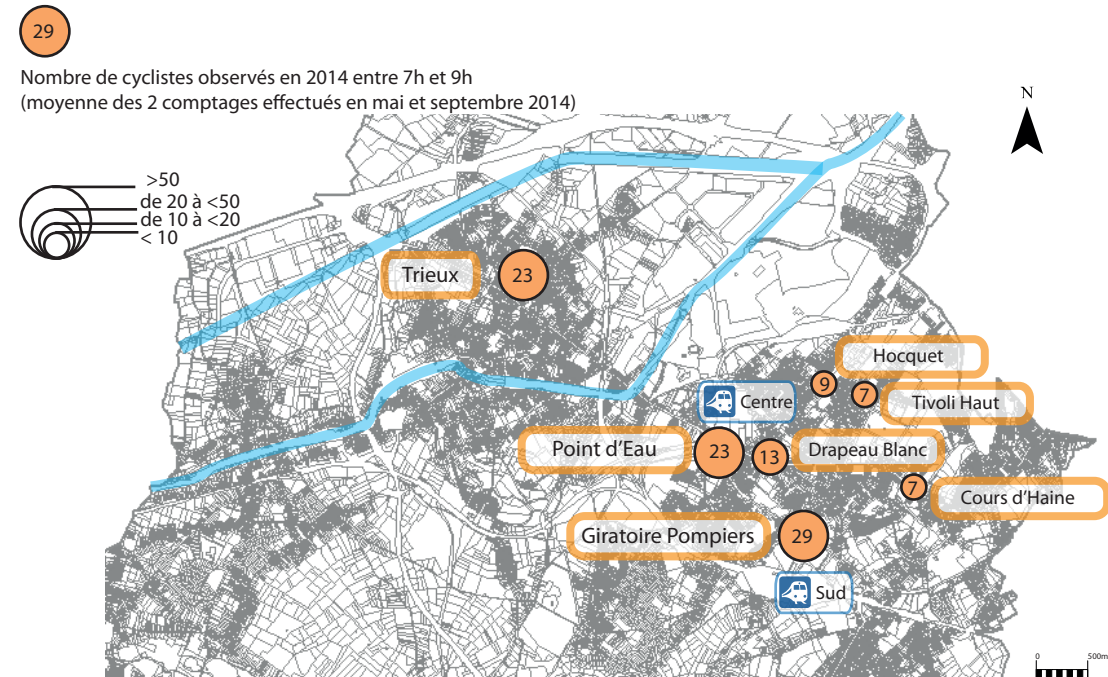 29
Nombre de cyclistes observés en 2014 entre 7h et 9h
(moyenne des 2 comptages effectués en mai et septembre 2014)
N
>50
de 20 à <50
de 10 à <20
< 10
Trieux
23
Hocquet
9
7
Tivoli Haut
Centre
Point d'Eau
23
13
Drapeau Blanc
7
Cours d'Haine
Giratoire Pompiers
29
Sud
0
500m